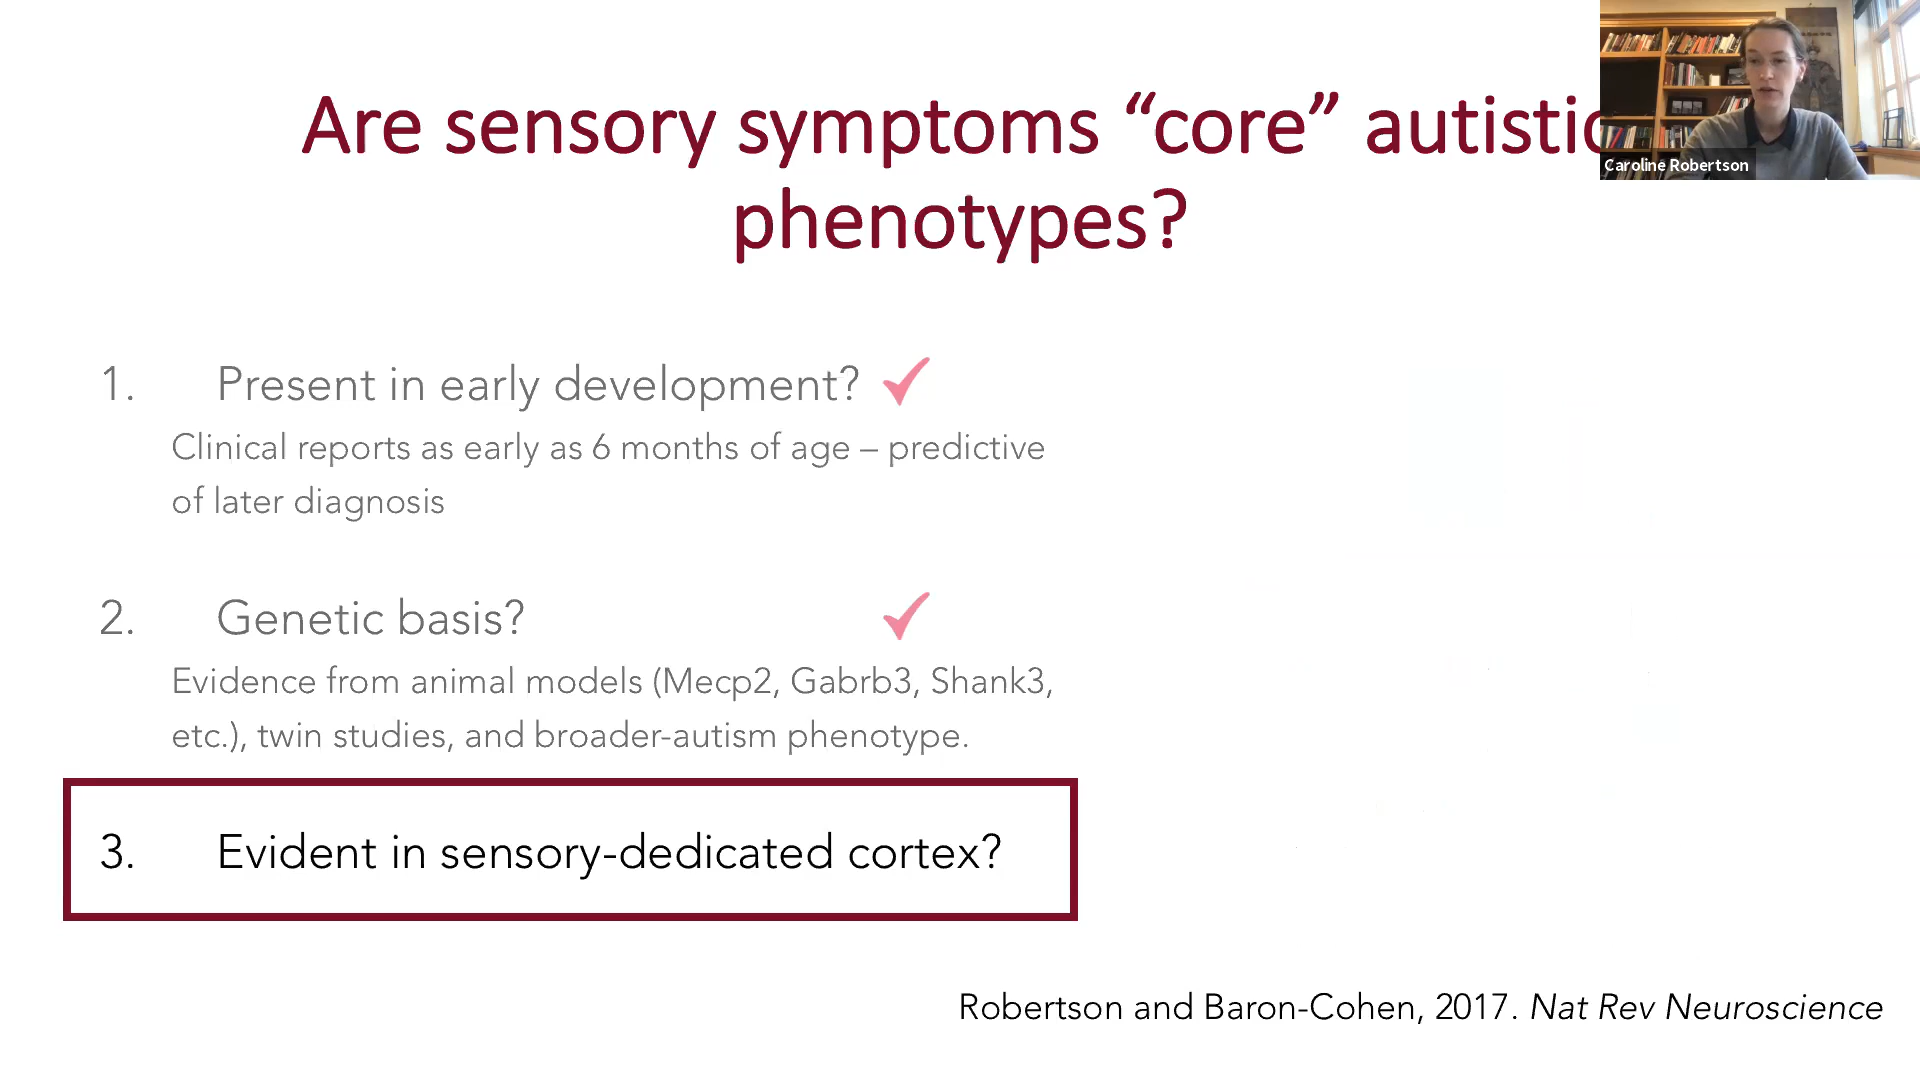 Are sensory symptoms “core” autistic
phenotypes?
Caroline Robertson
1. Present in early development?
Clinical reports as early as 6 months of age – predictive
of later diagnosis
2. Genetic basis?
Evidence from animal models (Mecp2, Gabrb3, Shank3,
etc.), twin studies, and broader-autism phenotype.
3. Evident in sensory-dedicated cortex?
Robertson and Baron-Cohen, 2017. Nat Rev Neuroscience